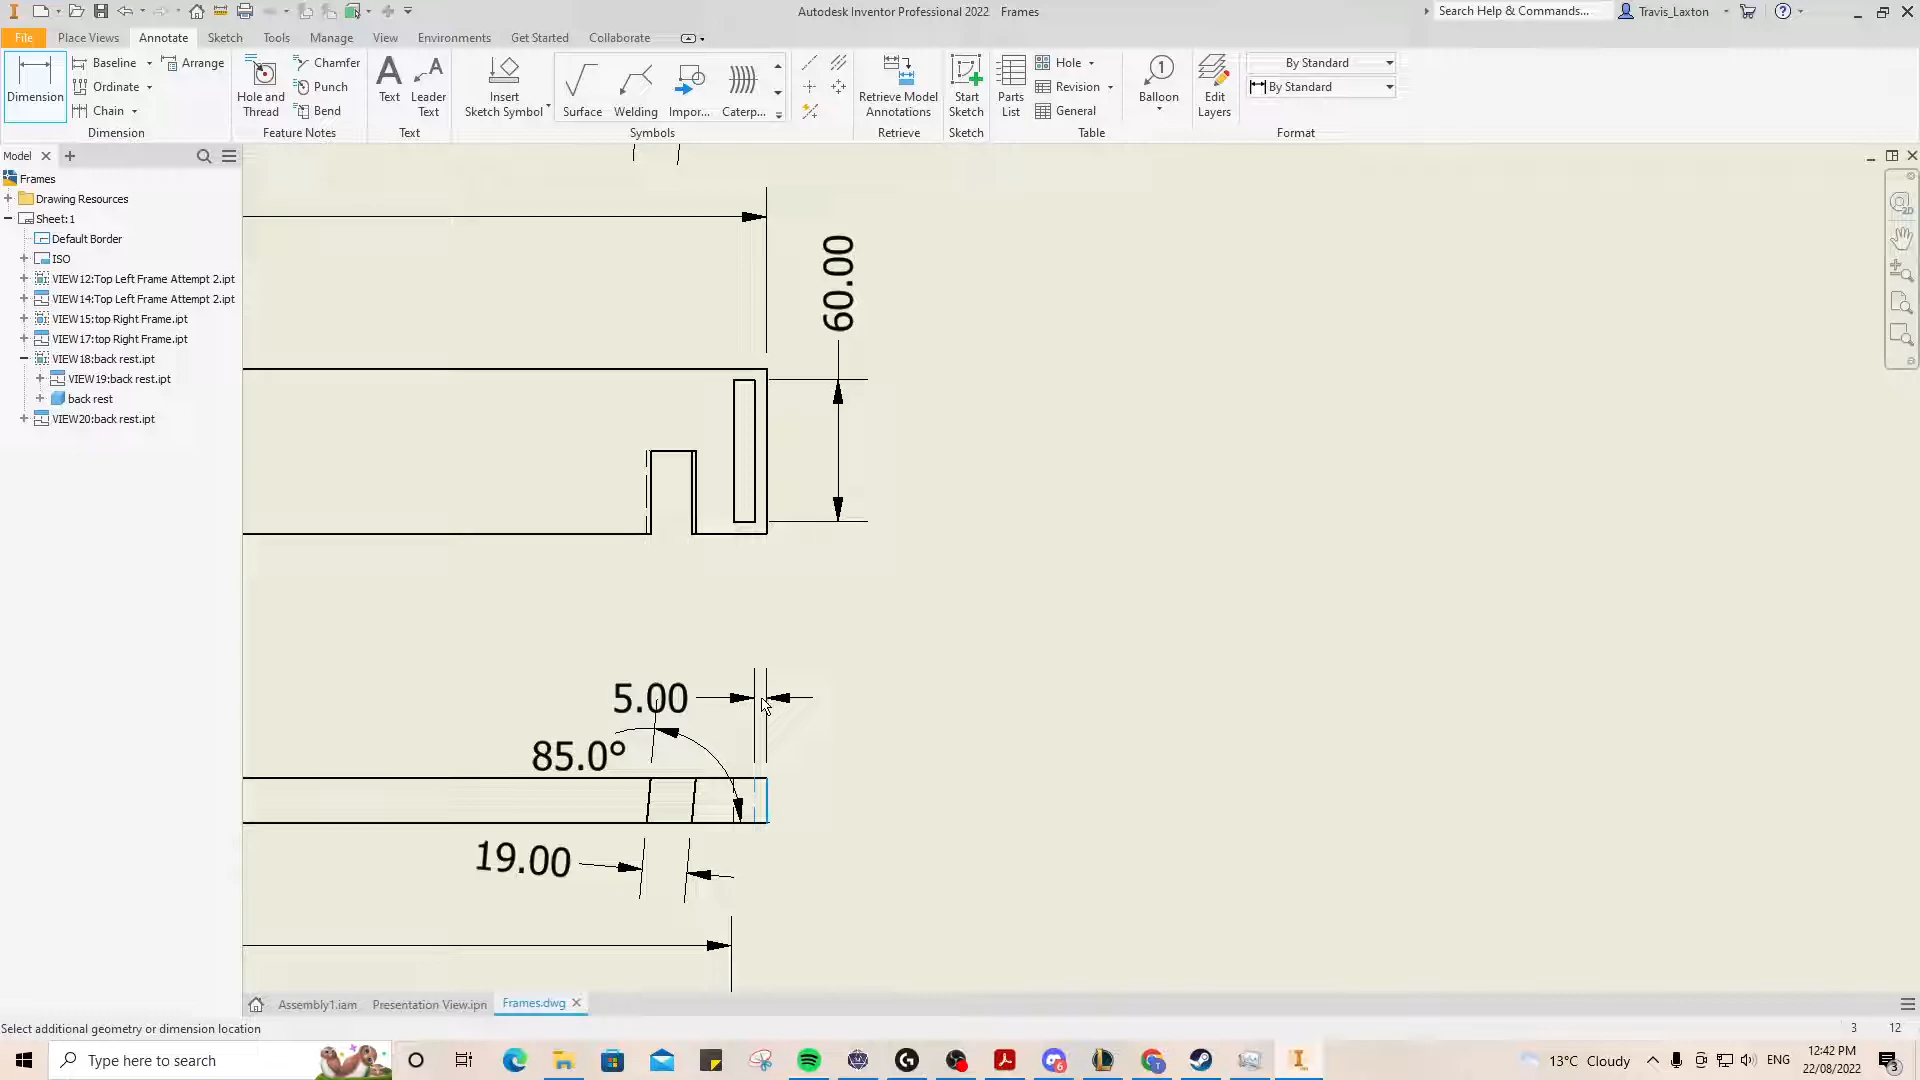 Autodesk Inventor Professional 2022 Frames
Search Help & Commands...
Travis_Laxton
File Place Views Annotate Sketch Tools Manage View Environments Get Started Collaborate
Dimension
Baseline
Ordinate
Chain
Arrange
Dimension
Hole and Thread
Chamfer
Punch
Bend
Feature Notes
Text
Leader Text
Text
Insert Sketch Symbol
Surface
Welding
Impor...
Caterp...
Symbols
Retrieve Model Annotations
Retrieve
Start Sketch
Sketch
Parts List
Hole
Revision
General
Table
Balloon
Edit Layers
By Standard
By Standard
Format
Model
Frames
Drawing Resources
Sheet:1
Default Border
ISO
VIEW12:Top Left Frame Attempt 2.ipt
VIEW14:Top Left Frame Attempt 2.ipt
VIEW15:top Right Frame.ipt
VIEW17:top Right Frame.ipt
VIEW18:back rest.ipt
VIEW19:back rest.ipt
back rest
VIEW20:back rest.ipt
2D
60.00
5.00
85.0°
19.00
Assembly1.iam Presentation View.ipn Frames.dwg
Select additional geometry or dimension location
3 12
Type here to search
13°C Cloudy
ENG
12:42 PM
22/08/2022